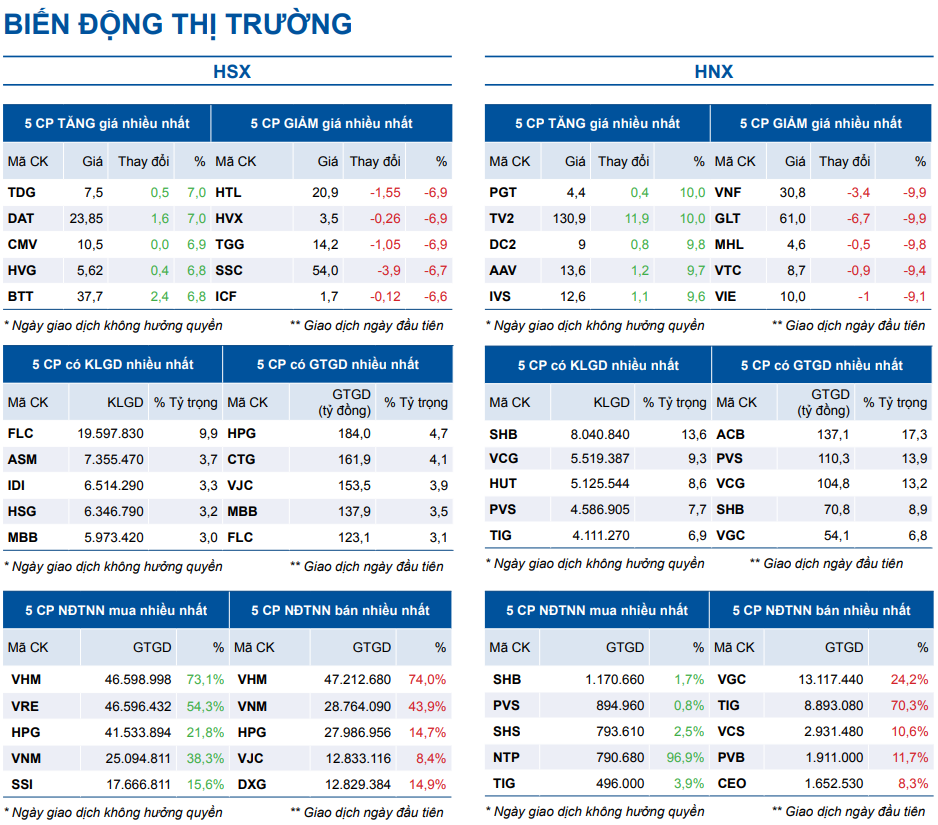 BIẾN ĐỘNG THỊ TRƯỜNG
HSX
5 CP TĂNG giá nhiều nhất 5 CP GIẢM giá nhiều nhất
Mã CK Giá Thay đổi % Mã CK Giá Thay đổi %
TDG 7,5 0,5 7,0 HTL 20,9 -1,55 -6,9
DAT 23,85 1,6 7,0 HVX 3,5 -0,26 -6,9
CMV 10,5 0,0 6,9 TGG 14,2 -1,05 -6,9
HVG 5,62 0,4 6,8 SSC 54,0 -3,9 -6,7
BTT 37,7 2,4 6,8 ICF 1,7 -0,12 -6,6
* Ngày giao dịch không hưởng quyền ** Giao dịch ngày đầu tiên
5 CP có KLGD nhiều nhất 5 CP có GTGD nhiều nhất
Mã CK KLGD % Tỷ trọng Mã CK GTGD (tỷ đồng) % Tỷ trọng
FLC 19.597.830 9,9 HPG 184,0 4,7
ASM 7.355.470 3,7 CTG 161,9 4,1
IDI 6.514.290 3,3 VJC 153,5 3,9
HSG 6.346.790 3,2 MBB 137,9 3,5
MBB 5.973.420 3,0 FLC 123,1 3,1
* Ngày giao dịch không hưởng quyền ** Giao dịch ngày đầu tiên
5 CP NĐTNN mua nhiều nhất 5 CP NĐTNN bán nhiều nhất
Mã CK GTGD % Mã CK GTGD %
VHM 46.598.998 73,1% VHM 47.212.680 74,0%
VRE 46.596.432 54,3% VNM 28.764.090 43,9%
HPG 41.533.894 21,8% HPG 27.986.956 14,7%
VNM 25.094.811 38,3% VJC 12.833.116 8,4%
SSI 17.666.811 15,6% DXG 12.829.384 14,9%
* Ngày giao dịch không hưởng quyền ** Giao dịch ngày đầu tiên
HNX
5 CP TĂNG giá nhiều nhất 5 CP GIẢM giá nhiều nhất
Mã CK Giá Thay đổi % Mã CK Giá Thay đổi %
PGT 4,4 0,4 10,0 VNF 30,8 -3,4 -9,9
TV2 130,9 11,9 10,0 GLT 61,0 -6,7 -9,9
DC2 9 0,8 9,8 MHL 4,6 -0,5 -9,8
AAV 13,6 1,2 9,7 VTC 8,7 -0,9 -9,4
IVS 12,6 1,1 9,6 VIE 10,0 -1 -9,1
* Ngày giao dịch không hưởng quyền ** Giao dịch ngày đầu tiên
5 CP có KLGD nhiều nhất 5 CP có GTGD nhiều nhất
Mã CK KLGD % Tỷ trọng Mã CK GTGD (tỷ đồng) % Tỷ trọng
SHB 8.040.840 13,6 ACB 137,1 17,3
VCG 5.519.387 9,3 PVS 110,3 13,9
HUT 5.125.544 8,6 VCG 104,8 13,2
PVS 4.586.905 7,7 SHB 70,8 8,9
TIG 4.111.270 6,9 VGC 54,1 6,8
* Ngày giao dịch không hưởng quyền ** Giao dịch ngày đầu tiên
5 CP NĐTNN mua nhiều nhất 5 CP NĐTNN bán nhiều nhất
Mã CK GTGD % Mã CK GTGD %
SHB 1.170.660 1,7% VGC 13.117.440 24,2%
PVS 894.960 0,8% TIG 8.893.080 70,3%
SHS 793.610 2,5% VCS 2.931.480 10,6%
NTP 790.680 96,9% PVB 1.911.000 11,7%
TIG 496.000 3,9% CEO 1.652.530 8,3%
* Ngày giao dịch không hưởng quyền ** Giao dịch ngày đầu tiên